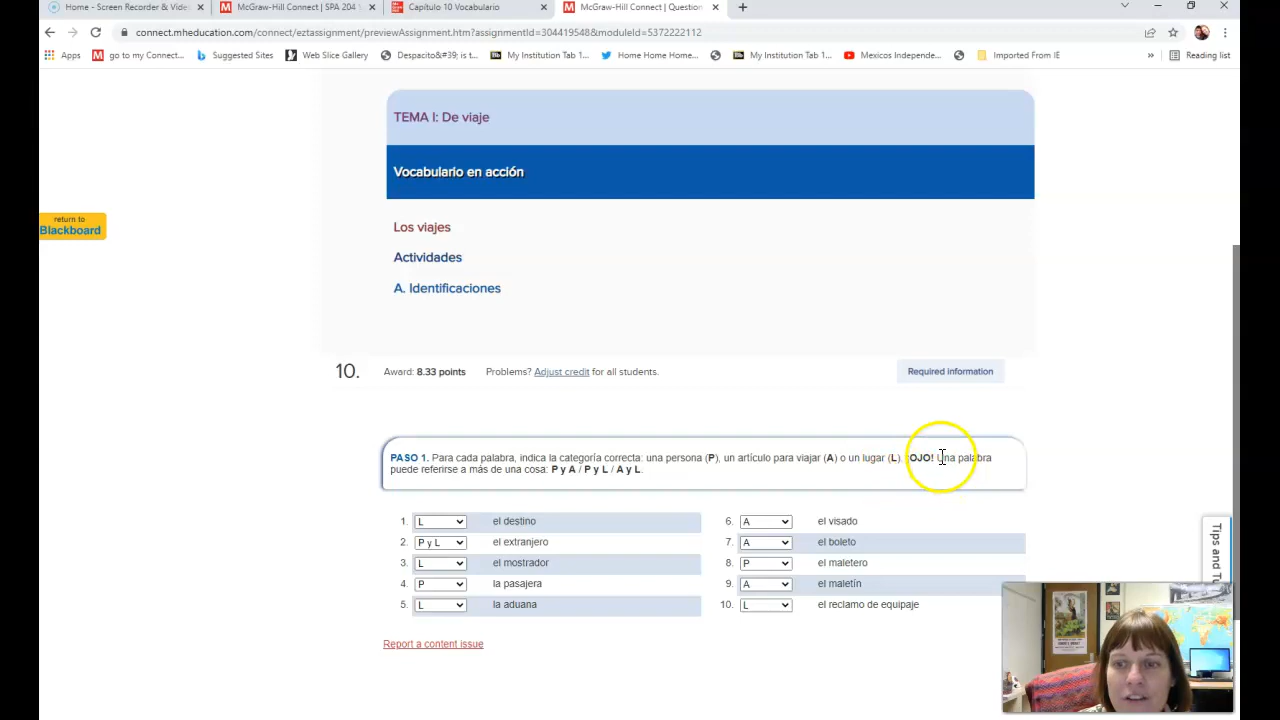 Home - Screen Recorder & Vide
McGraw-Hill Connect | SPA 204
Capítulo 10 Vocabulario
McGraw-Hill Connect | Question
connect.mheducation.com/connect/eztassignment/previewAssignment.htm?assignmentId=304419548&moduleId=5372222112
Apps
go to my Connect...
Suggested Sites
Web Slice Gallery
Despacito&#39; is t...
My Institution Tab 1...
Home Home Home...
My Institution Tab 1...
Mexicos Independe...
Imported From IE
»
Reading list
TEMA I: De viaje
Vocabulario en acción
return to
Blackboard
Los viajes
Actividades
A. Identificaciones
10.
Award: 8.33 points
Problems? Adjust credit for all students.
Required information
PASO 1. Para cada palabra, indica la categoría correcta: una persona (P), un artículo para viajar (A) o un lugar (L). ¡OJO! Una palabra
puede referirse a más de una cosa: P y A / P y L / A y L.
1. L el destino
2. P y L el extranjero
3. L el mostrador
4. P la pasajera
5. L la aduana
6. A el visado
7. A el boleto
8. P el maletero
9. A el maletín
10. L el reclamo de equipaje
Report a content issue
Tips and Tu